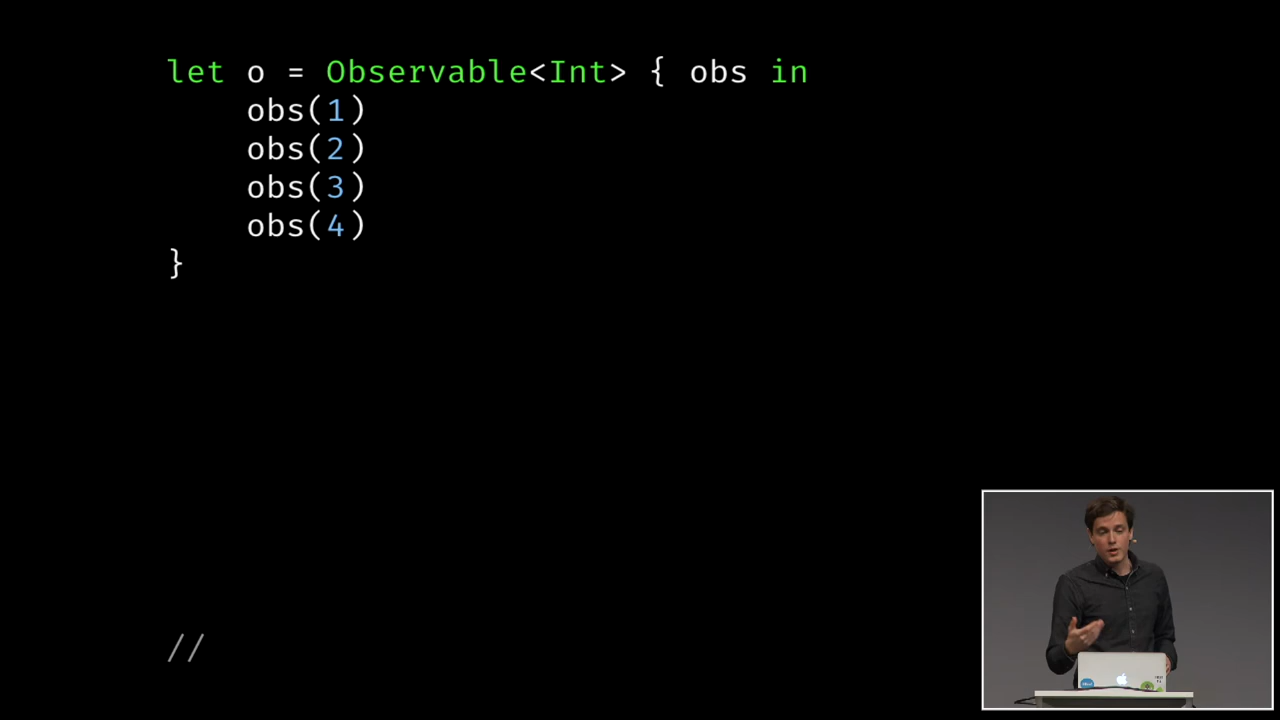 let o = Observable<Int> { obs in
    obs(1)
    obs(2)
    obs(3)
    obs(4)
}
//